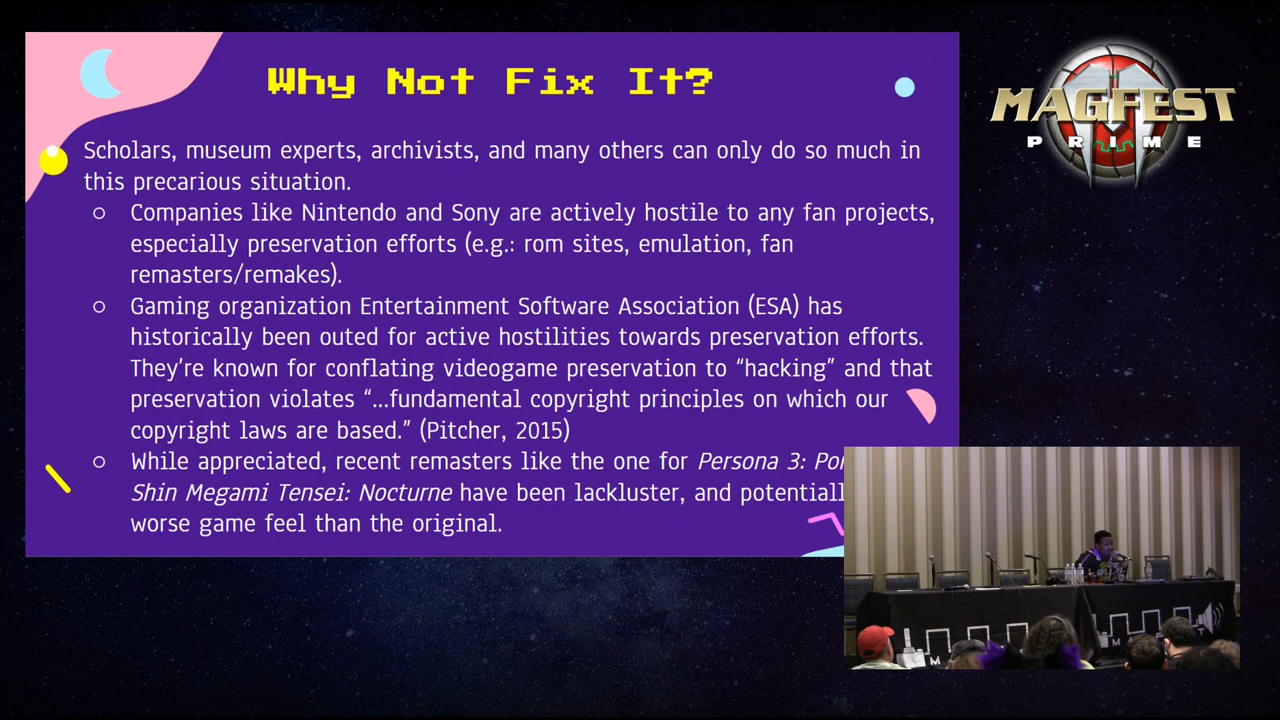 Why Not Fix It?
Scholars, museum experts, archivists, and many others can only do so much in
this precarious situation.
Companies like Nintendo and Sony are actively hostile to any fan projects,
especially preservation efforts (e.g.: rom sites, emulation, fan
remasters/remakes).
Gaming organization Entertainment Software Association (ESA) has
historically been outed for active hostilities towards preservation efforts.
They're known for conflating videogame preservation to “hacking” and that
preservation violates “...fundamental copyright principles on which our
copyright laws are based.” (Pitcher, 2015)
While appreciated, recent remasters like the one for Persona 3:
Shin Megami Tensei: Nocturne have been lackluster, and
worse game feel than the original.
MAGFEST
PRIME